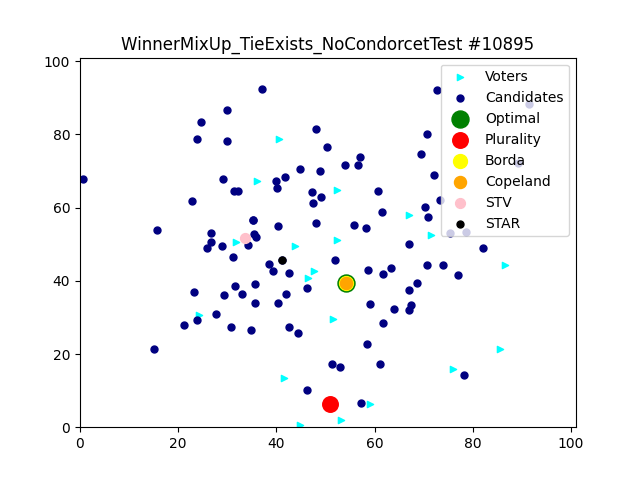 WinnerMixUp_TieExists_NoCondorcetTest #10895
Voters
Candidates
Optimal
Plurality
Borda
Copeland
STV
STAR
100
80
60
40
20
0
0 20 40 60 80 100